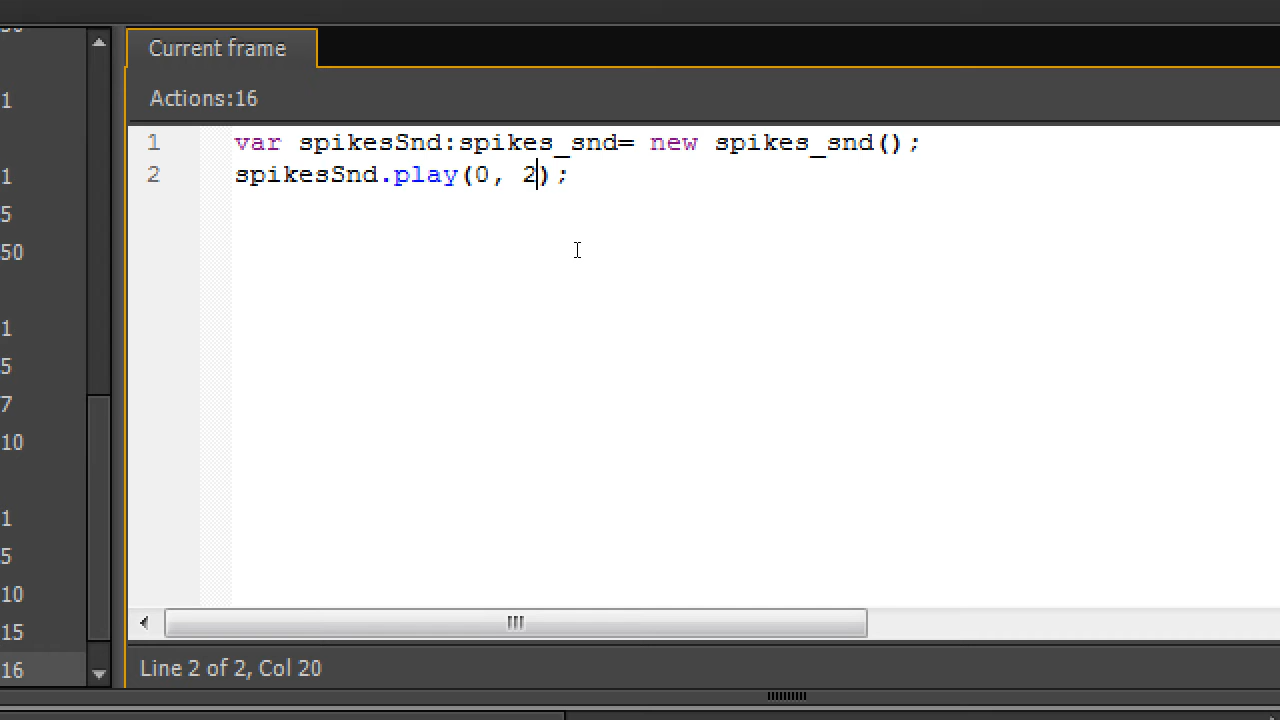 Current frame
Actions:16
1 var spikesSnd:spikes_snd= new spikes_snd();
2 spikesSnd.play(0, 2);
1
1
5
50
1
5
7
10
1
5
10
15
16
Line 2 of 2, Col 20